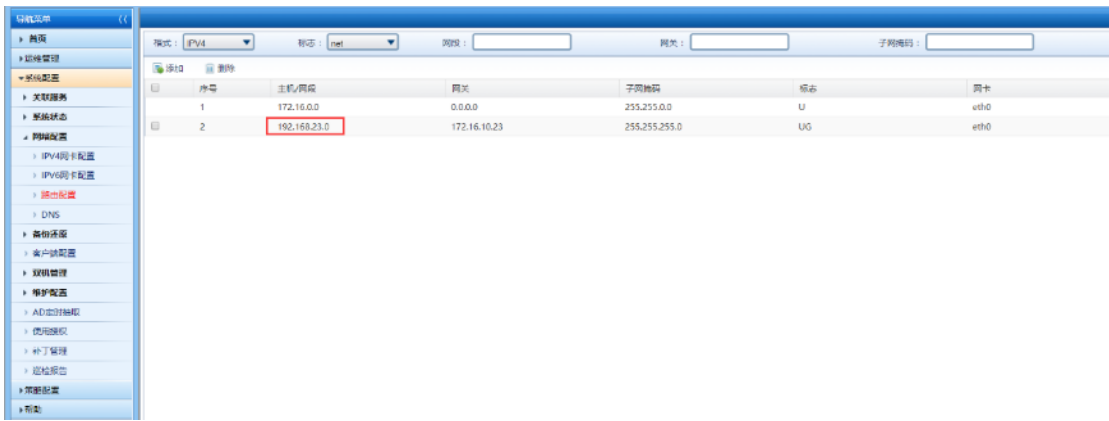 导航菜单
首页
运维管理
系统配置
关联服务
系统状态
网络配置
IPV4网卡配置
IPV6网卡配置
路由配置
DNS
备份还原
客户端配置
双机管理
维护配置
AD定时抽取
使用授权
补丁管理
巡检报告
策略配置
帮助
模式： IPV4 标志： net 网段： 网关： 子网掩码：
添加 删除
序号 主机/网段 网关 子网掩码 标志 网卡
1 172.16.0.0 0.0.0.0 255.255.0.0 U eth0
2 192.168.23.0 172.16.10.23 255.255.255.0 UG eth0